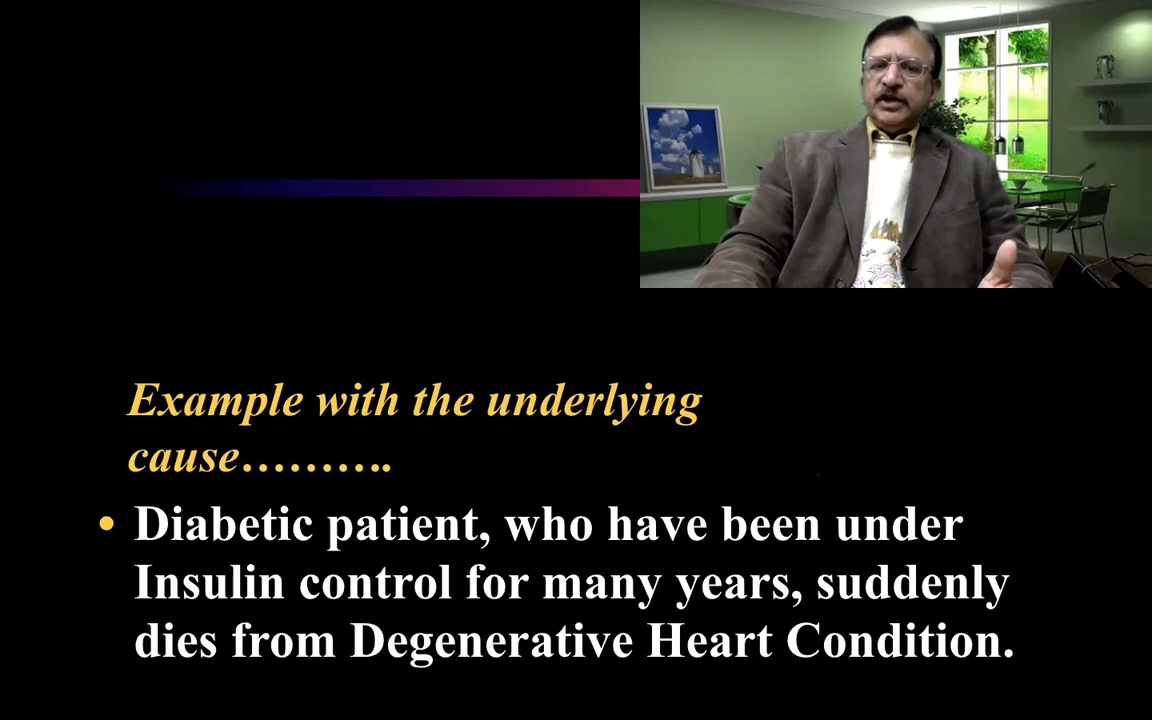 Example with the underlying
cause……….
• Diabetic patient, who have been under
Insulin control for many years, suddenly
dies from Degenerative Heart Condition.